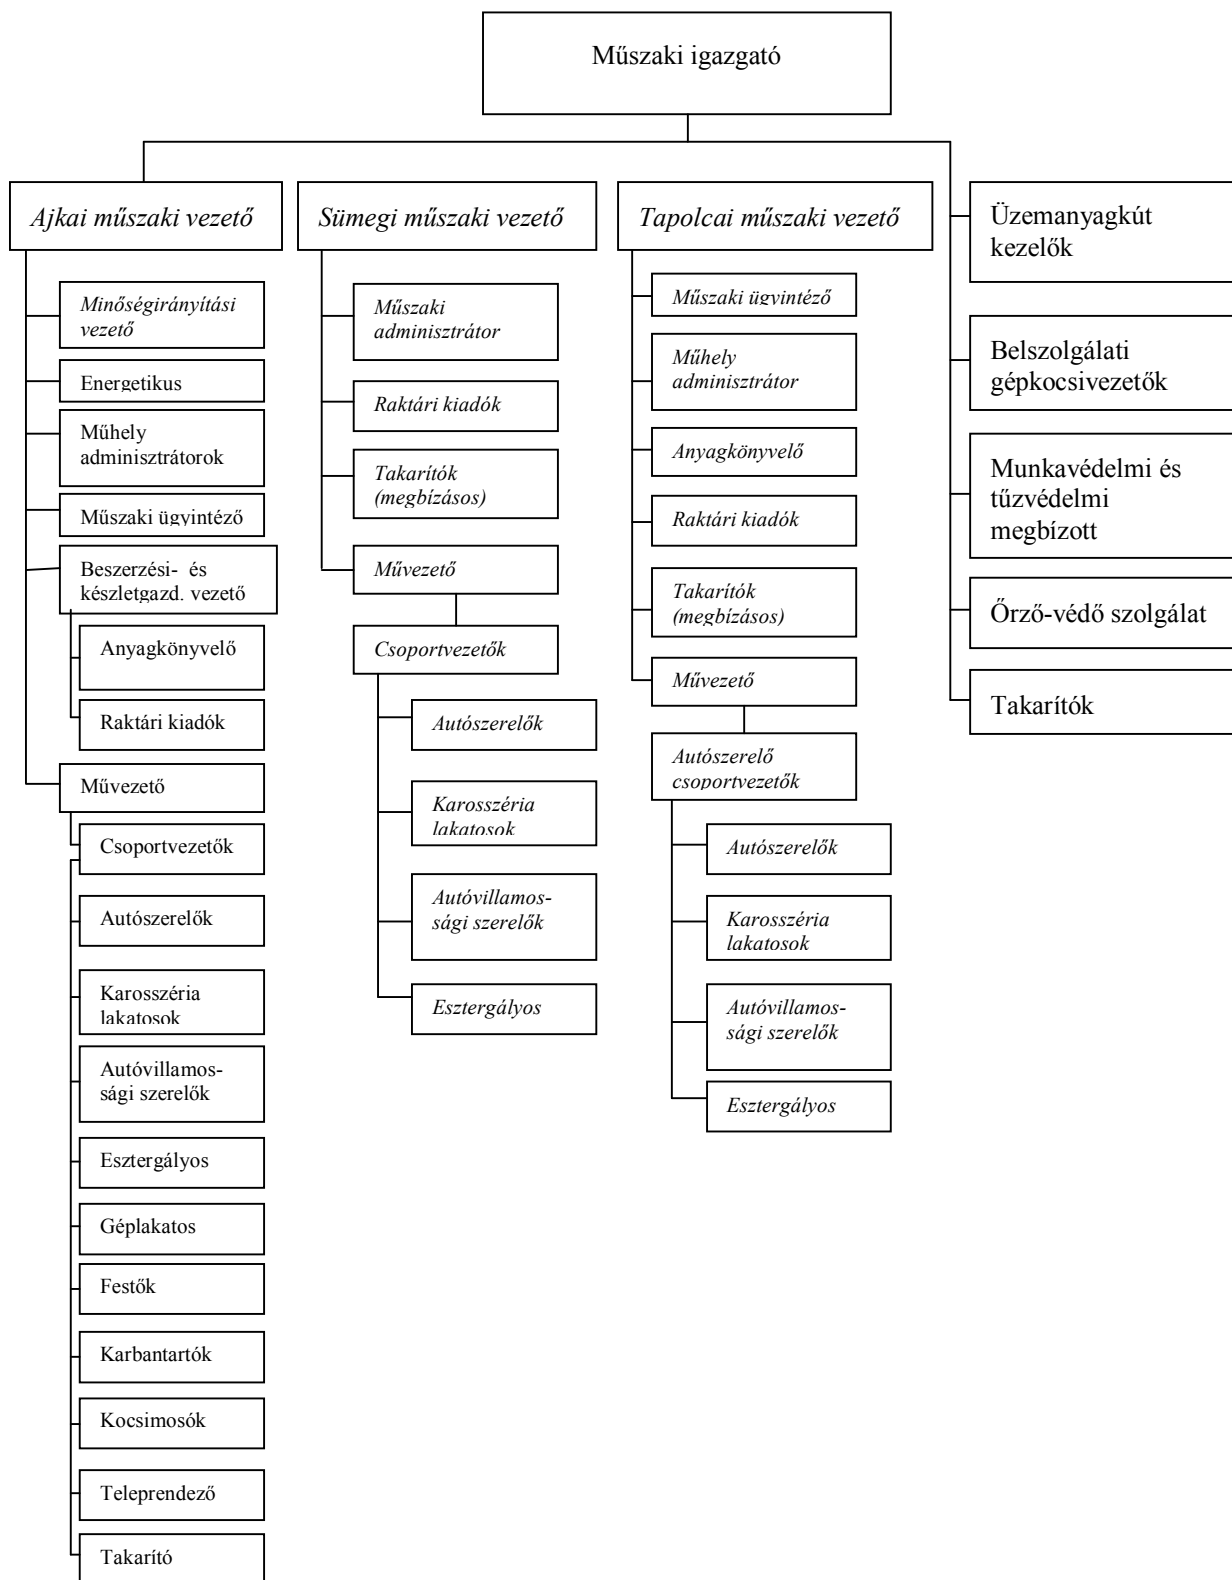 Műszaki igazgató
Ajkai műszaki vezető
Minőségirányítási
vezető
Energetikus
Műhely
adminisztrátorok
Műszaki ügyintéző
Beszerzési- és
készletgazd. vezető
Anyagkönyvelő
Raktári kiadók
Művezető
Csoportvezetők
Autószerelők
Karosszéria
lakatosok
Autóvillamos-
sági szerelők
Esztergályos
Géplakatos
Festők
Karbantartók
Kocsimosók
Teleprendező
Takarító
Sümegi műszaki vezető
Műszaki
adminisztrátor
Raktári kiadók
Takarítók
(megbízásos)
Művezető
Csoportvezetők
Autószerelők
Karosszéria
lakatosok
Autóvillamos-
sági szerelők
Esztergályos
Tapolcai műszaki vezető
Műszaki ügyintéző
Műhely
adminisztrátor
Anyagkönyvelő
Raktári kiadók
Takarítók
(megbízásos)
Művezető
Autószerelő
csoportvezetők
Autószerelők
Karosszéria
lakatosok
Autóvillamos-
sági szerelők
Esztergályos
Üzemanyagkút
kezelők
Belszolgálati
gépkocsivezetők
Munkavédelmi és
tűzvédelmi
megbízott
Őrző-védő szolgálat
Takarítók